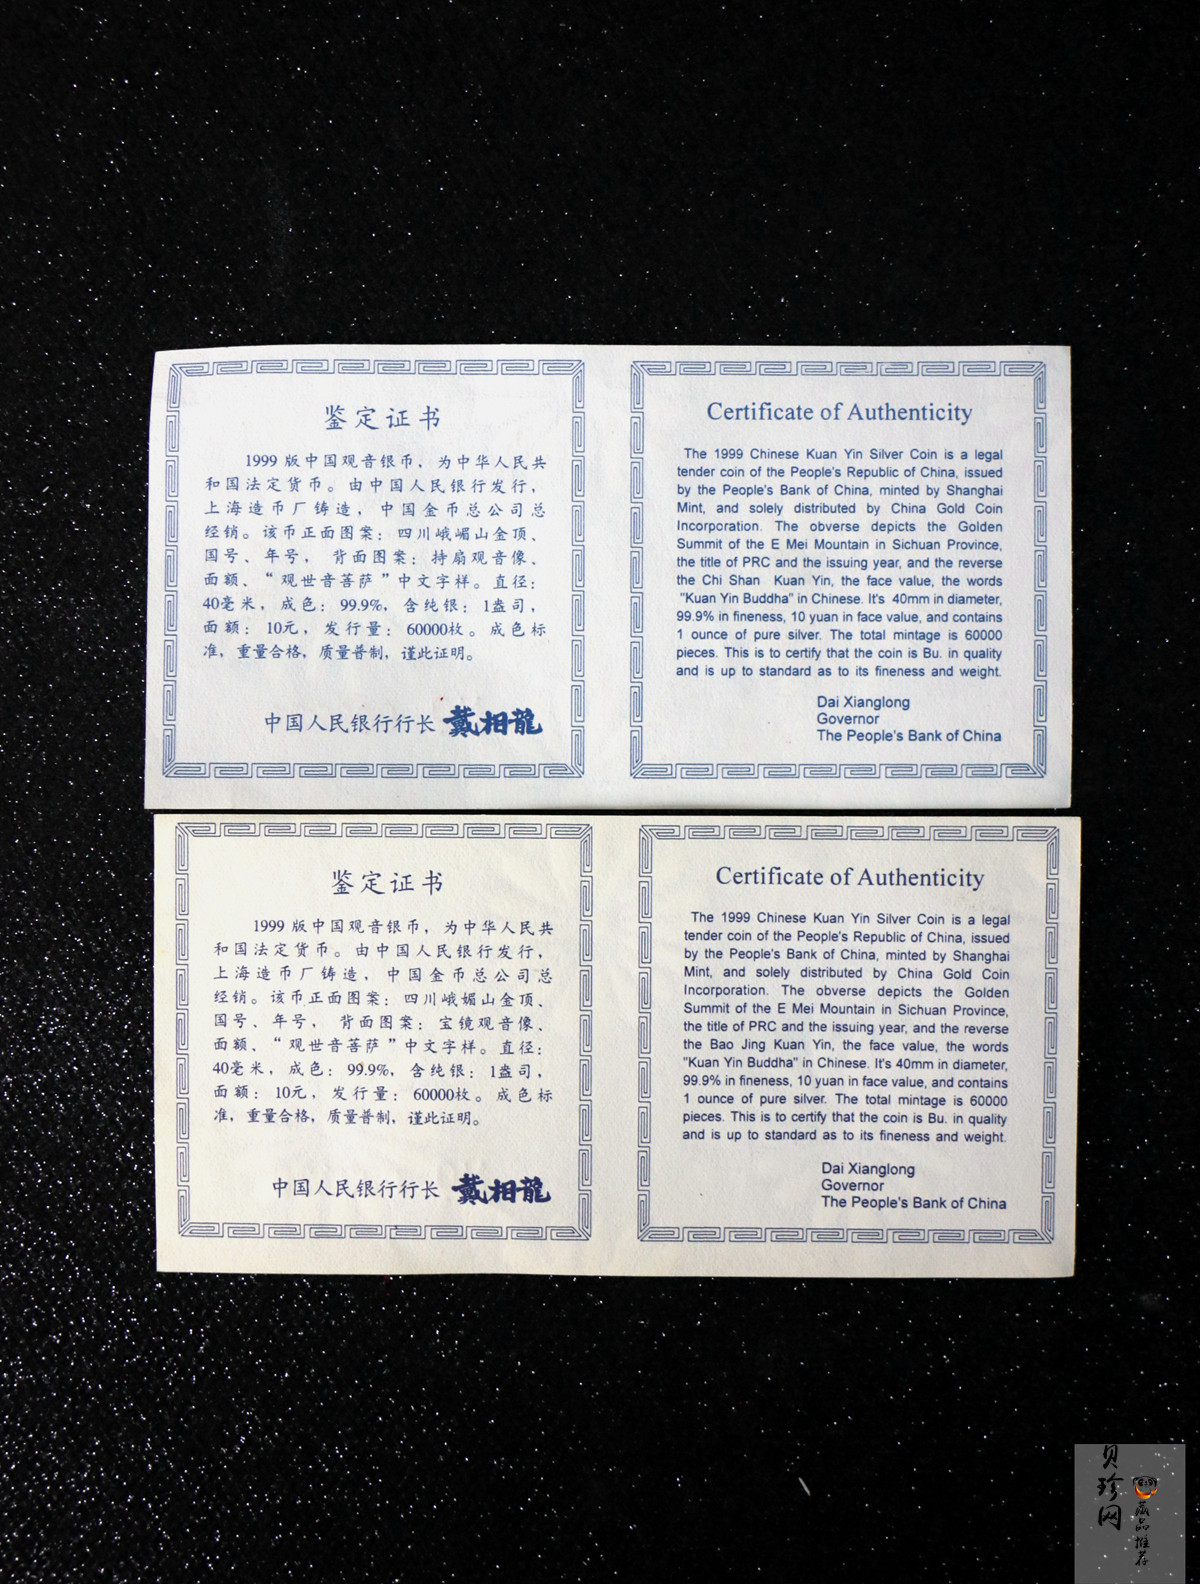 鉴定证书
1999 版中国观音银币，为中华人民共
和国法定货币。由中国人民银行发行，
上海造币厂铸造，中国金币总公司总
经销。该币正面图案：四川峨嵋山金顶、
国号、年号， 背面图案：持扇观音像、
面额、“观世音菩萨”中文字样。直径：
40毫米，成色：99.9%，含纯银：1盎司，
面额：10元，发行量：60000枚。成色标
准，重量合格，质量普制，谨此证明。
中国人民银行行长 戴相龍
Certificate of Authenticity
The 1999 Chinese Kuan Yin Silver Coin is a legal
tender coin of the People's Republic of China, issued
by the People's Bank of China, minted by Shanghai
Mint, and solely distributed by China Gold Coin
Incorporation. The obverse depicts the Golden
Summit of the E Mei Mountain in Sichuan Province,
the title of PRC and the issuing year, and the reverse
the Chi Shan Kuan Yin, the face value, the words
"Kuan Yin Buddha" in Chinese. It's 40mm in diameter,
99.9% in fineness, 10 yuan in face value, and contains
1 ounce of pure silver. The total mintage is 60000
pieces. This is to certify that the coin is Bu. in quality
and is up to standard as to its fineness and weight.
Dai Xianglong
Governor
The People's Bank of China
鉴定证书
1999 版中国观音银币，为中华人民共
和国法定货币。由中国人民银行发行，
上海造币厂铸造，中国金币总公司总
经销。该币正面图案：四川峨嵋山金顶、
国号、年号， 背面图案：宝镜观音像、
面额、“观世音菩萨”中文字样。直径：
40毫米，成色：99.9%，含纯银：1盎司，
面额：10元，发行量：60000枚。成色标
准，重量合格，质量普制，谨此证明。
中国人民银行行长 戴相龍
Certificate of Authenticity
The 1999 Chinese Kuan Yin Silver Coin is a legal
tender coin of the People's Republic of China, issued
by the People's Bank of China, minted by Shanghai
Mint, and solely distributed by China Gold Coin
Incorporation. The obverse depicts the Golden
Summit of the E Mei Mountain in Sichuan Province,
the title of PRC and the issuing year, and the reverse
the Bao Jing Kuan Yin, the face value, the words
"Kuan Yin Buddha" in Chinese. It's 40mm in diameter,
99.9% in fineness, 10 yuan in face value, and contains
1 ounce of pure silver. The total mintage is 60000
pieces. This is to certify that the coin is Bu. in quality
and is up to standard as to its fineness and weight.
Dai Xianglong
Governor
The People's Bank of China
贝珍网
藏品推荐